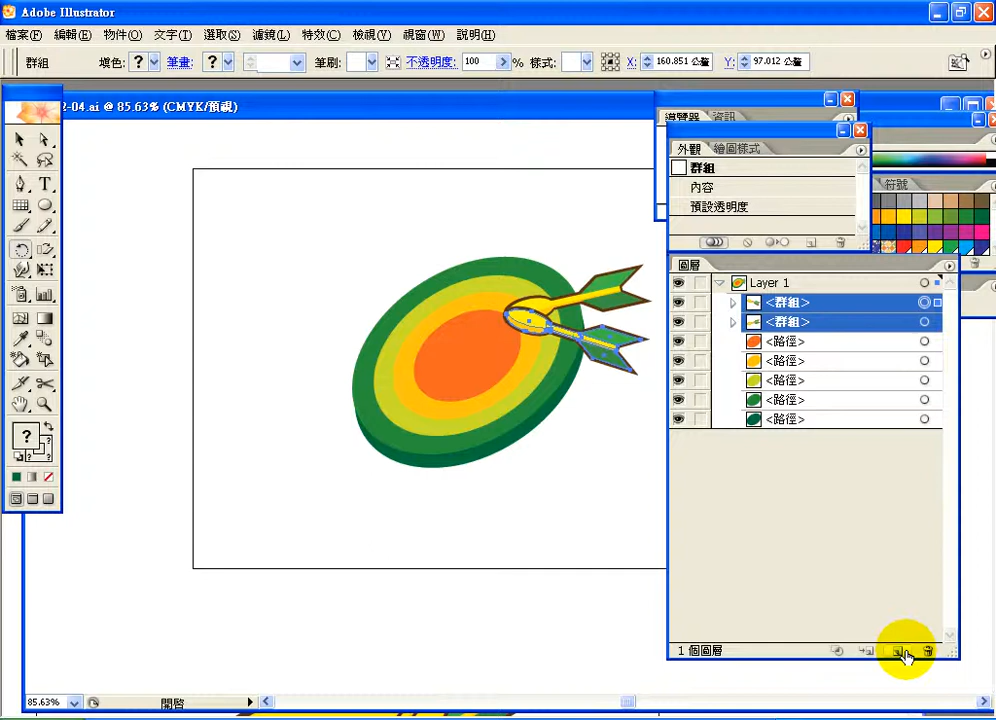 Adobe Illustrator
檔案(F) 編輯(E) 物件(O) 文字(T) 選取(S) 濾鏡(L) 特效(C) 檢視(V) 視窗(W) 說明(H)
群組 填色: ? 筆畫: ? 筆刷: 不透明度: 100 % 樣式: X: 160.851 公釐 Y: 97.012 公釐
2-04.ai @ 85.63% (CMYK/預視)
導覽器 資訊
外觀 繪圖樣式
群組
內容
預設透明度
符號
圖層
Layer 1
<群組>
<群組>
<路徑>
<路徑>
<路徑>
<路徑>
<路徑>
1 個圖層
85.63% 開啓